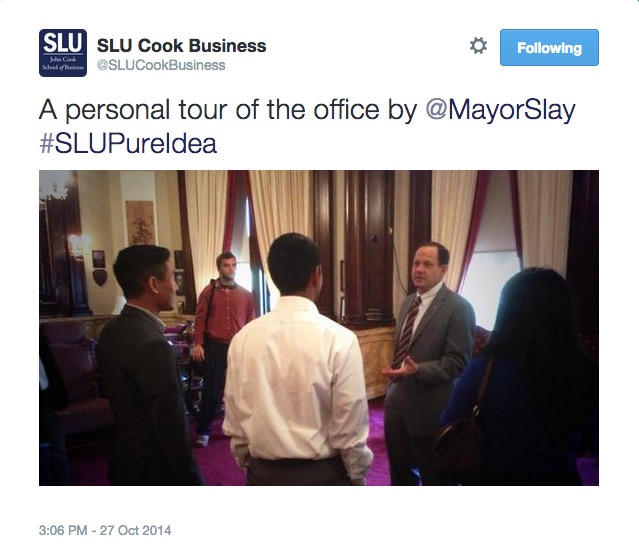 SLU
John Cook
School of Business
SLU Cook Business
@SLUCookBusiness
Following
A personal tour of the office by @MayorSlay
#SLUPureIdea
3:06 PM - 27 Oct 2014